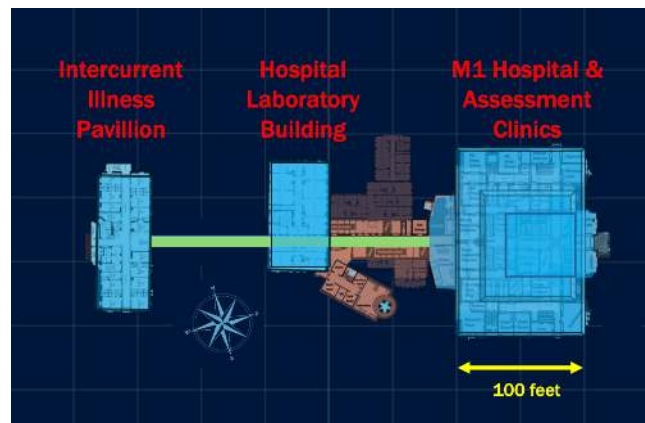 Intercurrent
Illness
Pavillion
Hospital
Laboratory
Building
M1 Hospital &
Assessment
Clinics
100 feet